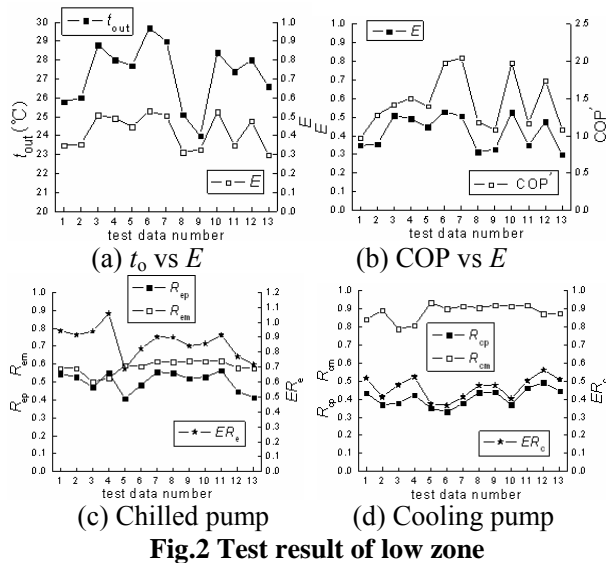 t_out
E
30
29
28
27
26
25
24
23
22
21
20
1.0
0.9
0.8
0.7
0.6
0.5
0.4
0.3
0.2
0.1
0.0
t_out (°C)
E
1 2 3 4 5 6 7 8 9 10 11 12 13
test data number
(a) t_o vs E
E
COP′
1.0
0.9
0.8
0.7
0.6
0.5
0.4
0.3
0.2
0.1
0.0
2.5
2.0
1.5
1.0
0.5
0.0
E
COP′
1 2 3 4 5 6 7 8 9 10 11 12 13
test data number
(b) COP vs E
R_ep
R_em
ER_e
1.0
0.9
0.8
0.7
0.6
0.5
0.4
0.3
0.2
0.1
0.0
1.2
1.1
1.0
0.9
0.8
0.7
0.6
0.5
0.4
0.3
0.2
0.1
0.0
R_ep R_em
ER_e
1 2 3 4 5 6 7 8 9 10 11 12 13
test data number
(c) Chilled pump
R_cp
R_cm
ER_c
1.0
0.9
0.8
0.7
0.6
0.5
0.4
0.3
0.2
0.1
0.0
1.0
0.9
0.8
0.7
0.6
0.5
0.4
0.3
0.2
0.1
0.0
R_cp R_cm
1 2 3 4 5 6 7 8 9 10 11 12 13
test data number
(d) Cooling pump
Fig.2 Test result of low zone